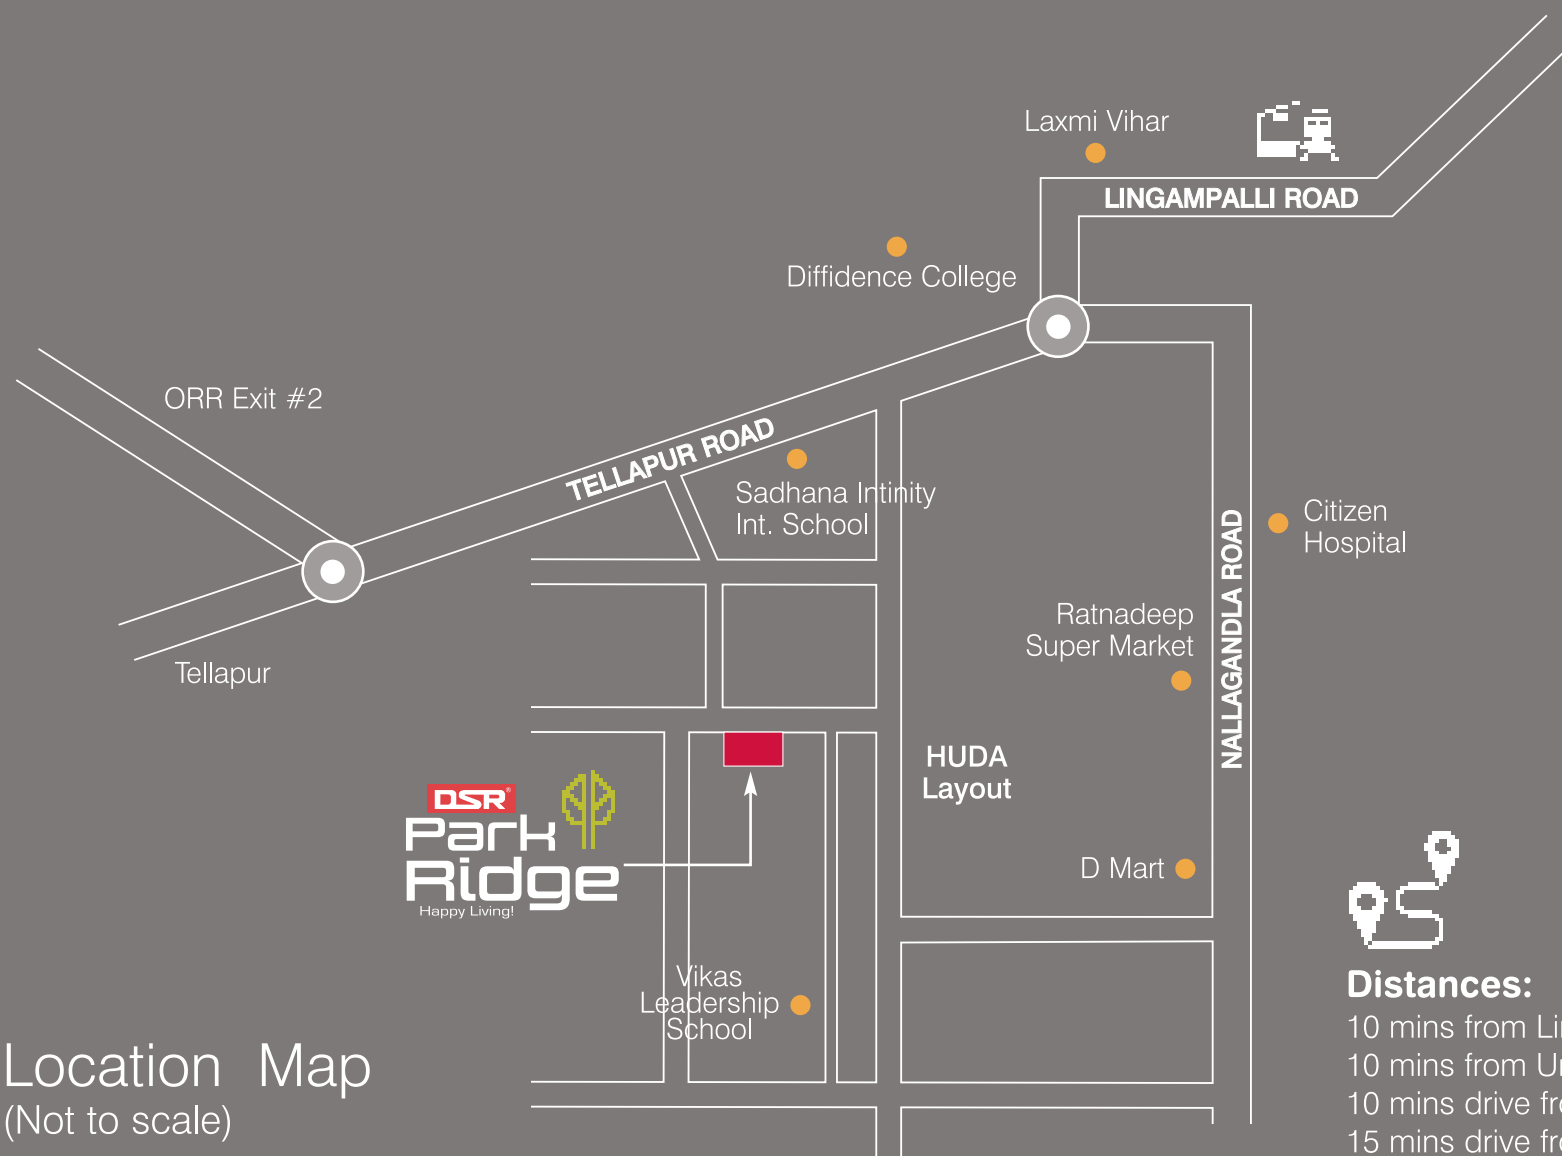 Laxmi Vihar
LINGAMPALLI ROAD
Diffidence College
ORR Exit #2
TELLAPUR ROAD
Sadhana Intinity
Int. School
Citizen
Hospital
NALLAGANDLA ROAD
Ratnadeep
Super Market
Tellapur
HUDA
Layout
DSR®
Park
Ridge
Happy Living!
D Mart
Vikas
Leadership
School
Distances:
10 mins from
10 mins from
10 mins drive
15 mins drive
Location Map
(Not to scale)